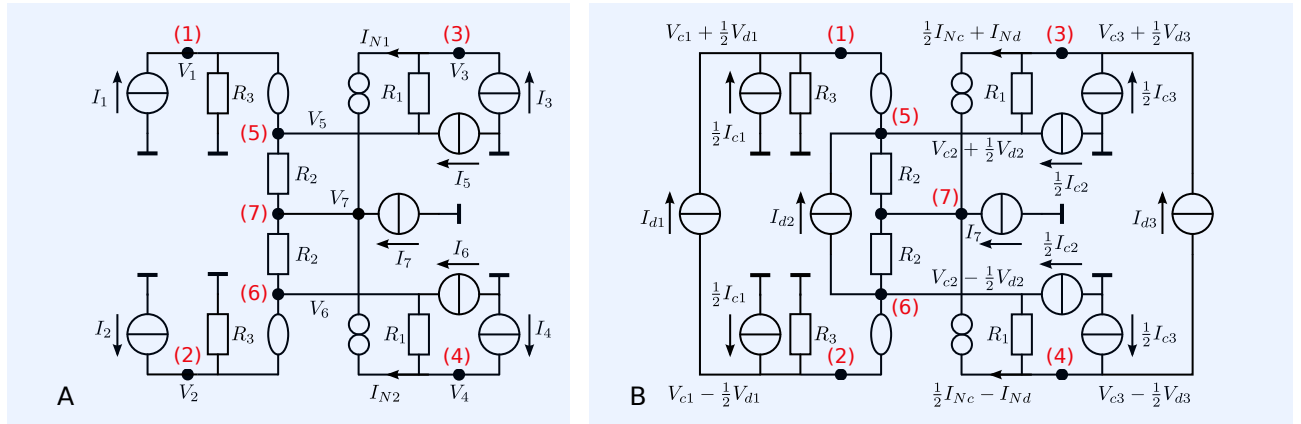 (1)
I_{N1}
(3)
V_1
V_3
I_1
R_3
R_1
I_3
(5)
V_5
R_2
I_5
V_7
(7)
I_7
R_2
I_6
(6)
V_6
I_2
R_3
R_1
I_4
(2)
(4)
V_2
I_{N2}
V_4
A
V_{c1} + \frac{1}{2}V_{d1}
(1)
\frac{1}{2}I_{Nc} + I_{Nd}
(3)
V_{c3} + \frac{1}{2}V_{d3}
\frac{1}{2}I_{c1}
R_3
R_1
\frac{1}{2}I_{c3}
(5)
V_{c2} + \frac{1}{2}V_{d2}
R_2
\frac{1}{2}I_{c2}
(7)
I_{d1}
I_{d2}
I_7
I_{d3}
R_2
\frac{1}{2}I_{c2}
V_{c2} - \frac{1}{2}V_{d2}
(6)
\frac{1}{2}I_{c1}
R_3
R_1
\frac{1}{2}I_{c3}
(2)
(4)
V_{c1} - \frac{1}{2}V_{d1}
\frac{1}{2}I_{Nc} - I_{Nd}
V_{c3} - \frac{1}{2}V_{d3}
B